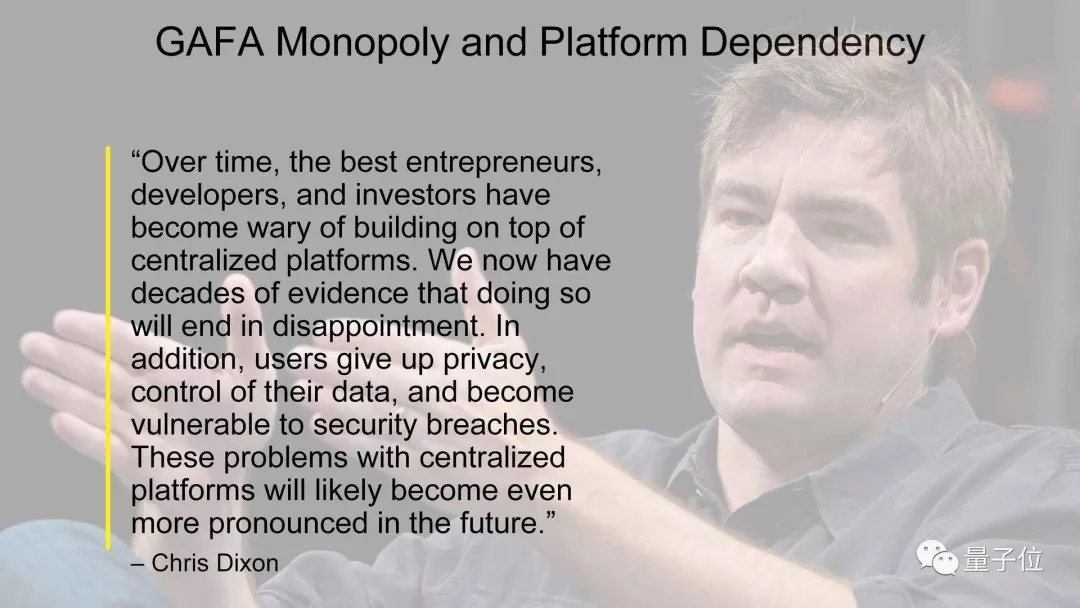 GAFA Monopoly and Platform Dependency
“Over time, the best entrepreneurs,
developers, and investors have
become wary of building on top of
centralized platforms. We now have
decades of evidence that doing so
will end in disappointment. In
addition, users give up privacy,
control of their data, and become
vulnerable to security breaches.
These problems with centralized
platforms will likely become even
more pronounced in the future.”
– Chris Dixon
量子位